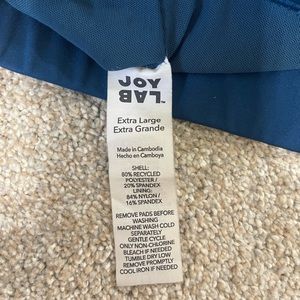 JOY
LAB
™
Extra Large
Extra Grande
Made in Cambodia
Hecho en Camboya
SHELL:
80% RECYCLED
POLYESTER /
20% SPANDEX
LINING:
84% NYLON /
16% SPANDEX
REMOVE PADS BEFORE
WASHING
MACHINE WASH COLD
SEPARATELY
GENTLE CYCLE
ONLY NON-CHLORINE
BLEACH IF NEEDED
TUMBLE DRY LOW
REMOVE PROMPTLY
COOL IRON IF NEEDED